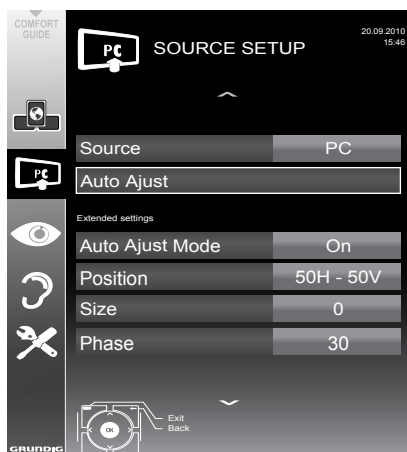 COMFORT
GUIDE
PC
SOURCE SETUP
20.09.2010
15:46
PC
Source PC
Auto Ajust
Extended settings
Auto Ajust Mode On
Position 50H - 50V
Size 0
Phase 30
Exit
Back
OK
GRUNDIG